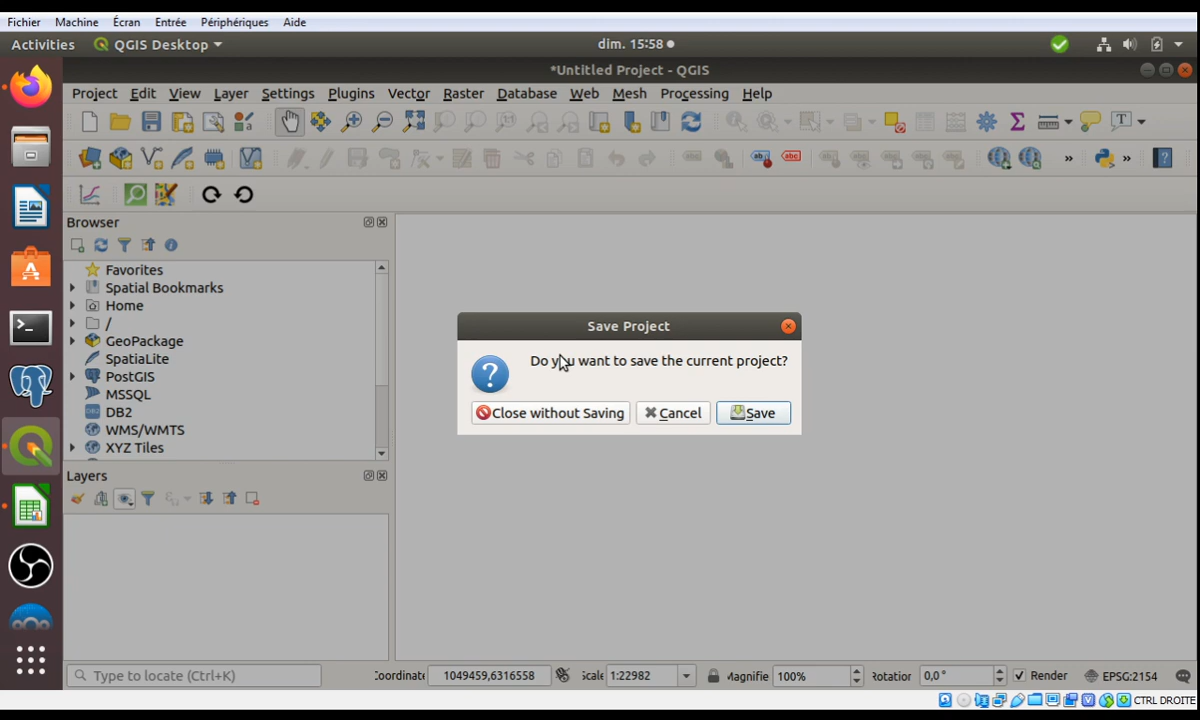 Fichier Machine Écran Entrée Périphériques Aide
Activities QGIS Desktop dim. 15:58
*Untitled Project - QGIS
Project Edit View Layer Settings Plugins Vector Raster Database Web Mesh Processing Help
Browser
Favorites
Spatial Bookmarks
Home
/
GeoPackage
SpatiaLite
PostGIS
MSSQL
DB2
WMS/WMTS
XYZ Tiles
Save Project
Do you want to save the current project?
Close without Saving Cancel Save
Layers
Type to locate (Ctrl+K) Coordinate 1049459,6316558 Scale 1:22982 Magnifie 100% Rotation 0,0° Render EPSG:2154
CTRL DROITE